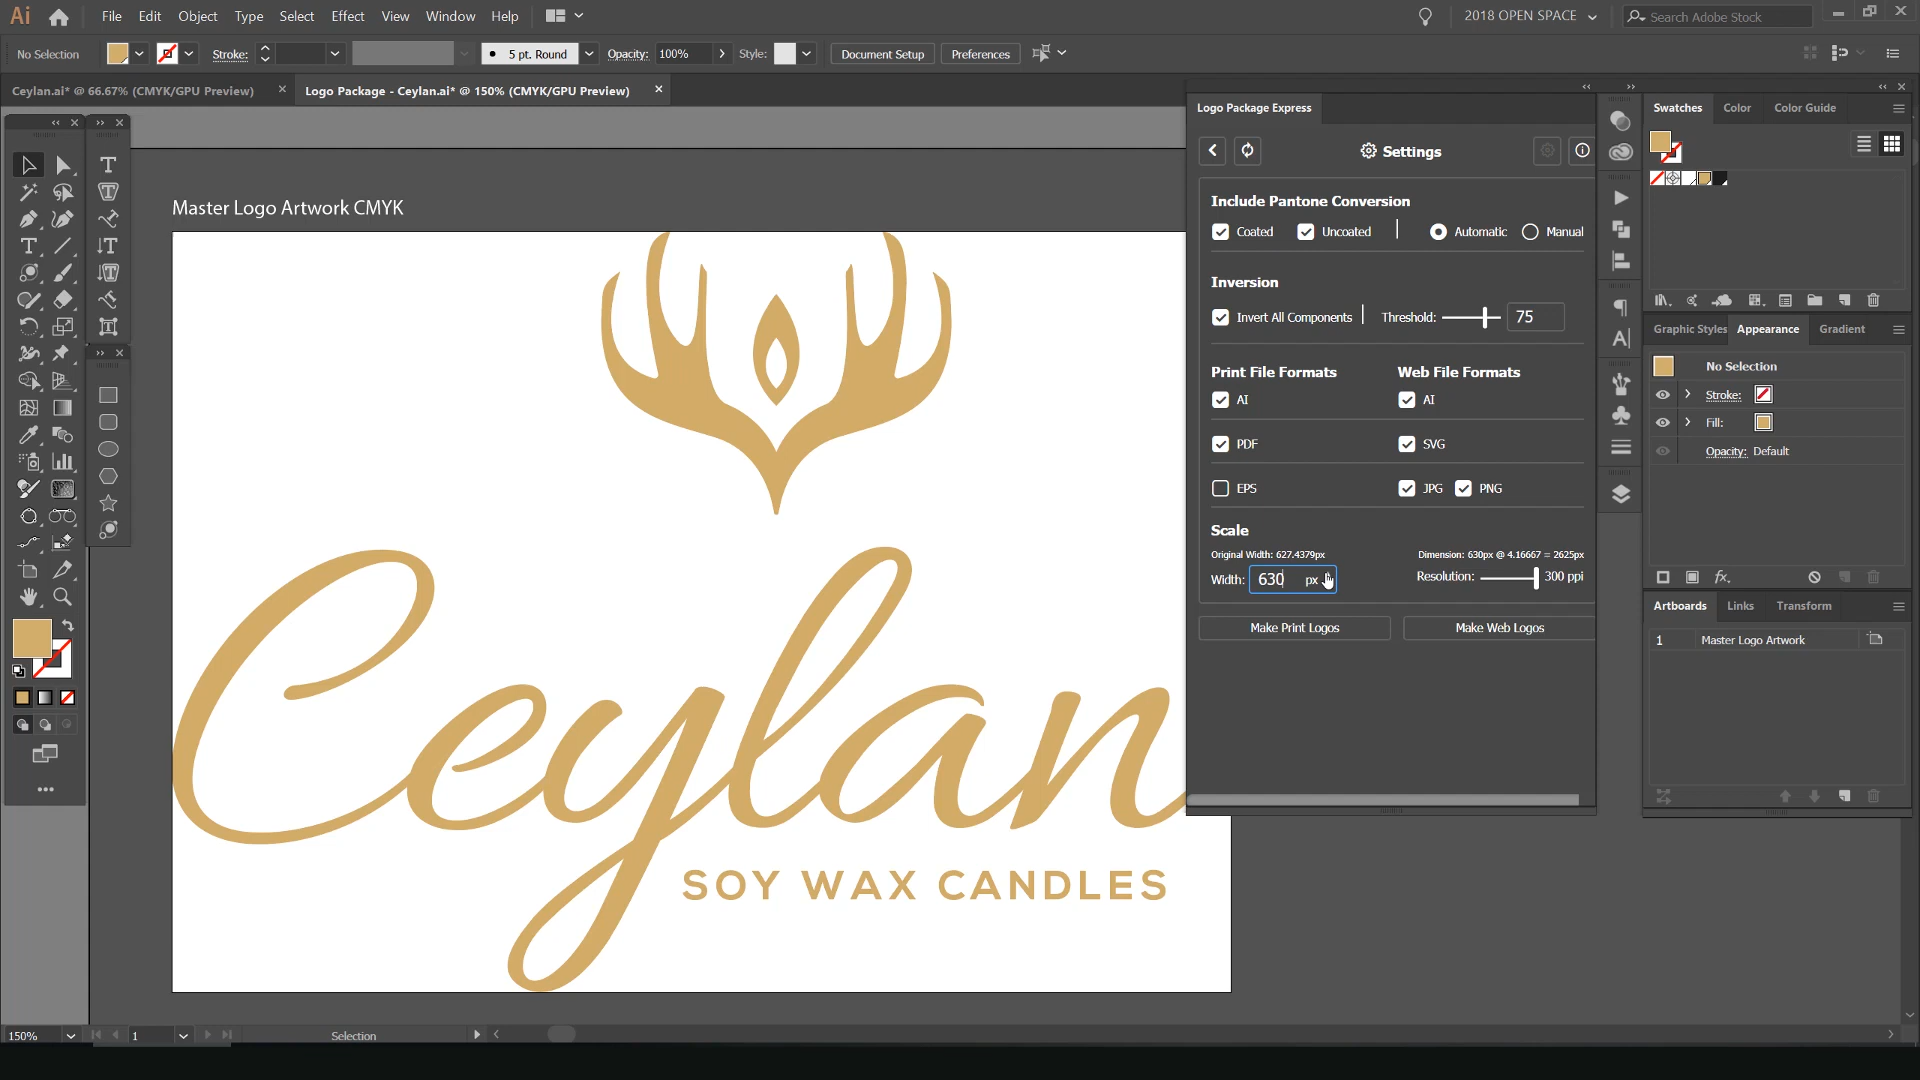 Ai File Edit Object Type Select Effect View Window Help 2018 OPEN SPACE Search Adobe Stock
No Selection Stroke: 5 pt. Round Opacity: 100% Style: Document Setup Preferences
Ceylan.ai* @ 66.67% (CMYK/GPU Preview) Logo Package - Ceylan.ai* @ 150% (CMYK/GPU Preview)
Logo Package Express
Settings
Include Pantone Conversion
Coated Uncoated Automatic Manual
Inversion
Invert All Components Threshold: 75
Print File Formats Web File Formats
AI AI
PDF SVG
EPS JPG PNG
Scale
Original Width: 627.4379px Dimension: 630px @ 4.16667 = 2625px
Width: 630 px Resolution: 300 ppi
Make Print Logos Make Web Logos
Swatches Color Color Guide
Graphic Styles Appearance Gradient
No Selection
Stroke:
Fill:
Opacity: Default
Artboards Links Transform
1 Master Logo Artwork
Master Logo Artwork CMYK
Ceylan
SOY WAX CANDLES
150% 1 Selection